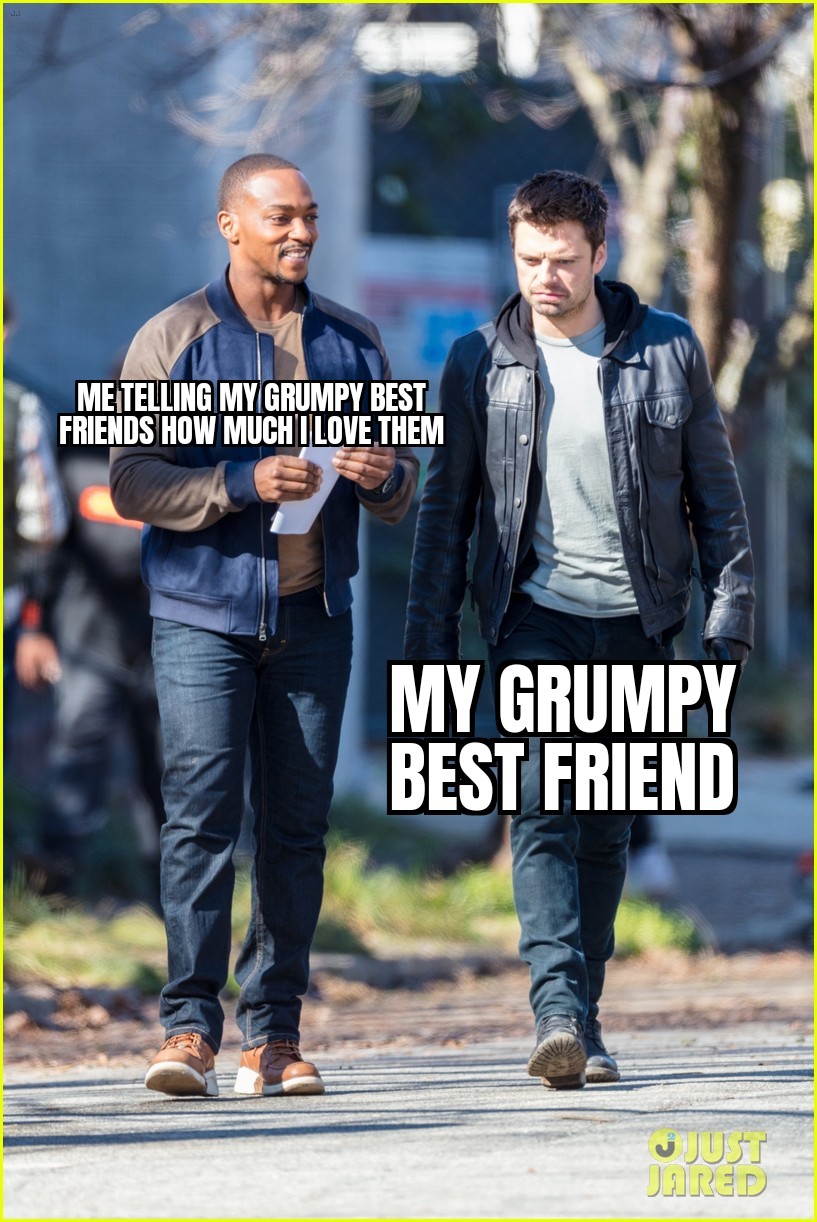 ME TELLING MY GRUMPY BEST
FRIENDS HOW MUCH I LOVE THEM
MY GRUMPY
BEST FRIEND
JUST
JARED